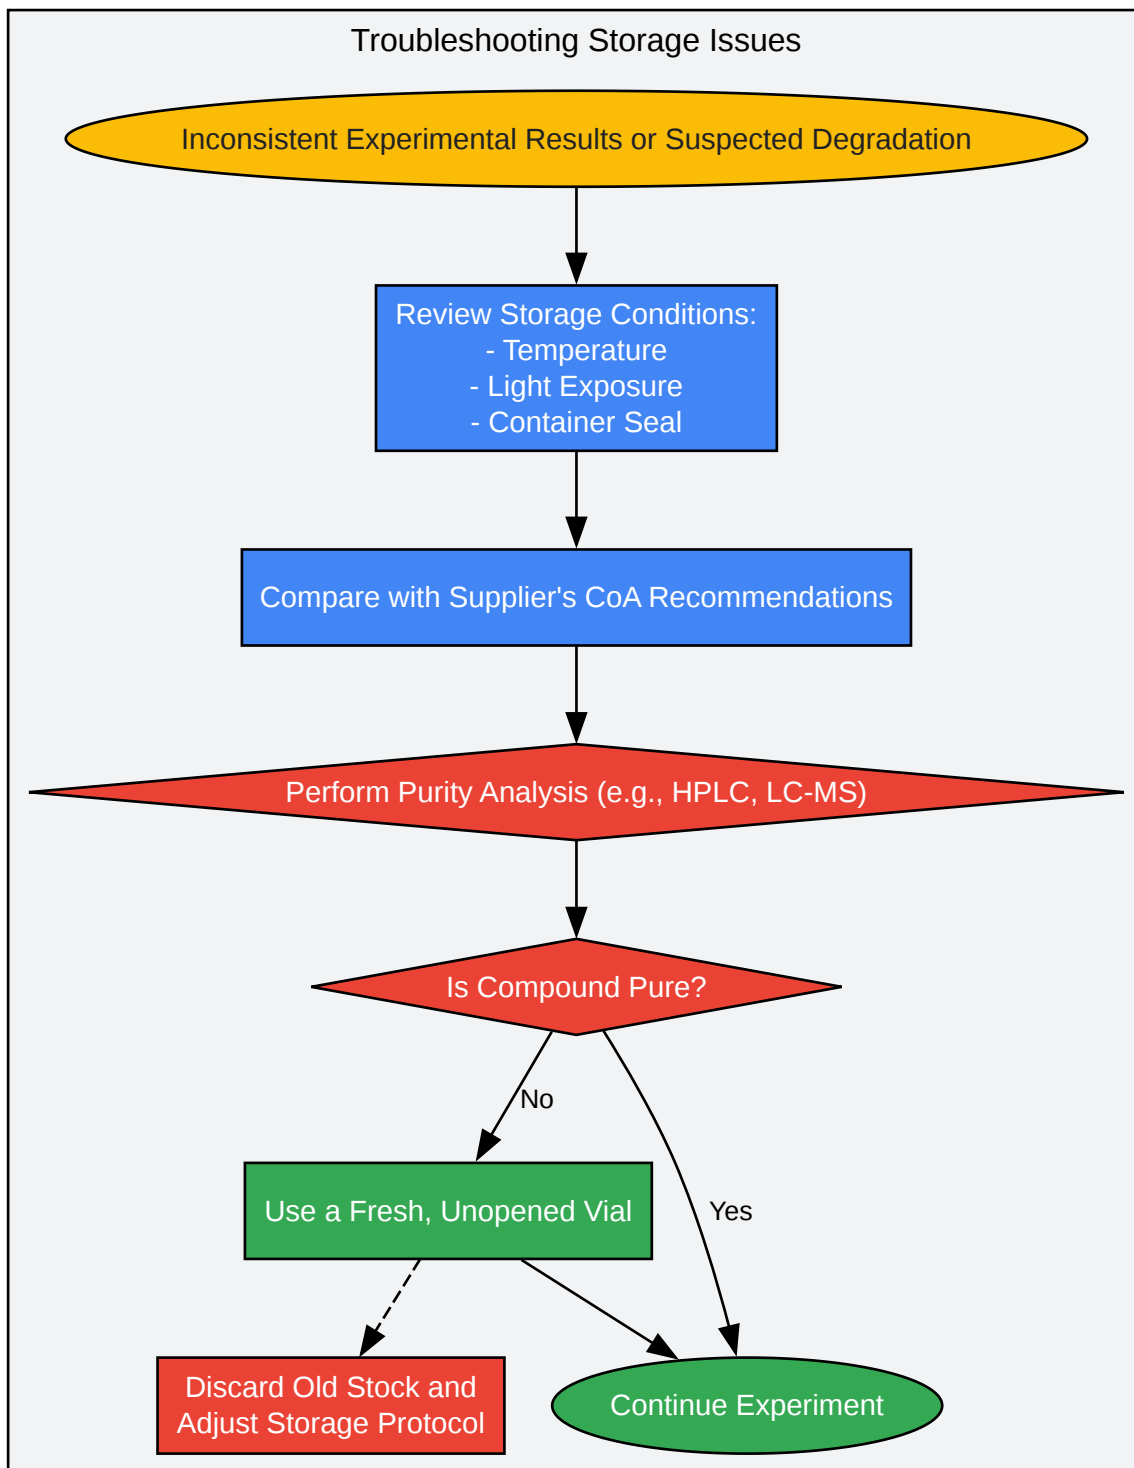 Troubleshooting Storage Issues
Inconsistent Experimental Results or Suspected Degradation
Review Storage Conditions:
- Temperature
- Light Exposure
- Container Seal
Compare with Supplier's CoA Recommendations
Perform Purity Analysis (e.g., HPLC, LC-MS)
Is Compound Pure?
No
Use a Fresh, Unopened Vial
Yes
Discard Old Stock and
Adjust Storage Protocol
Continue Experiment